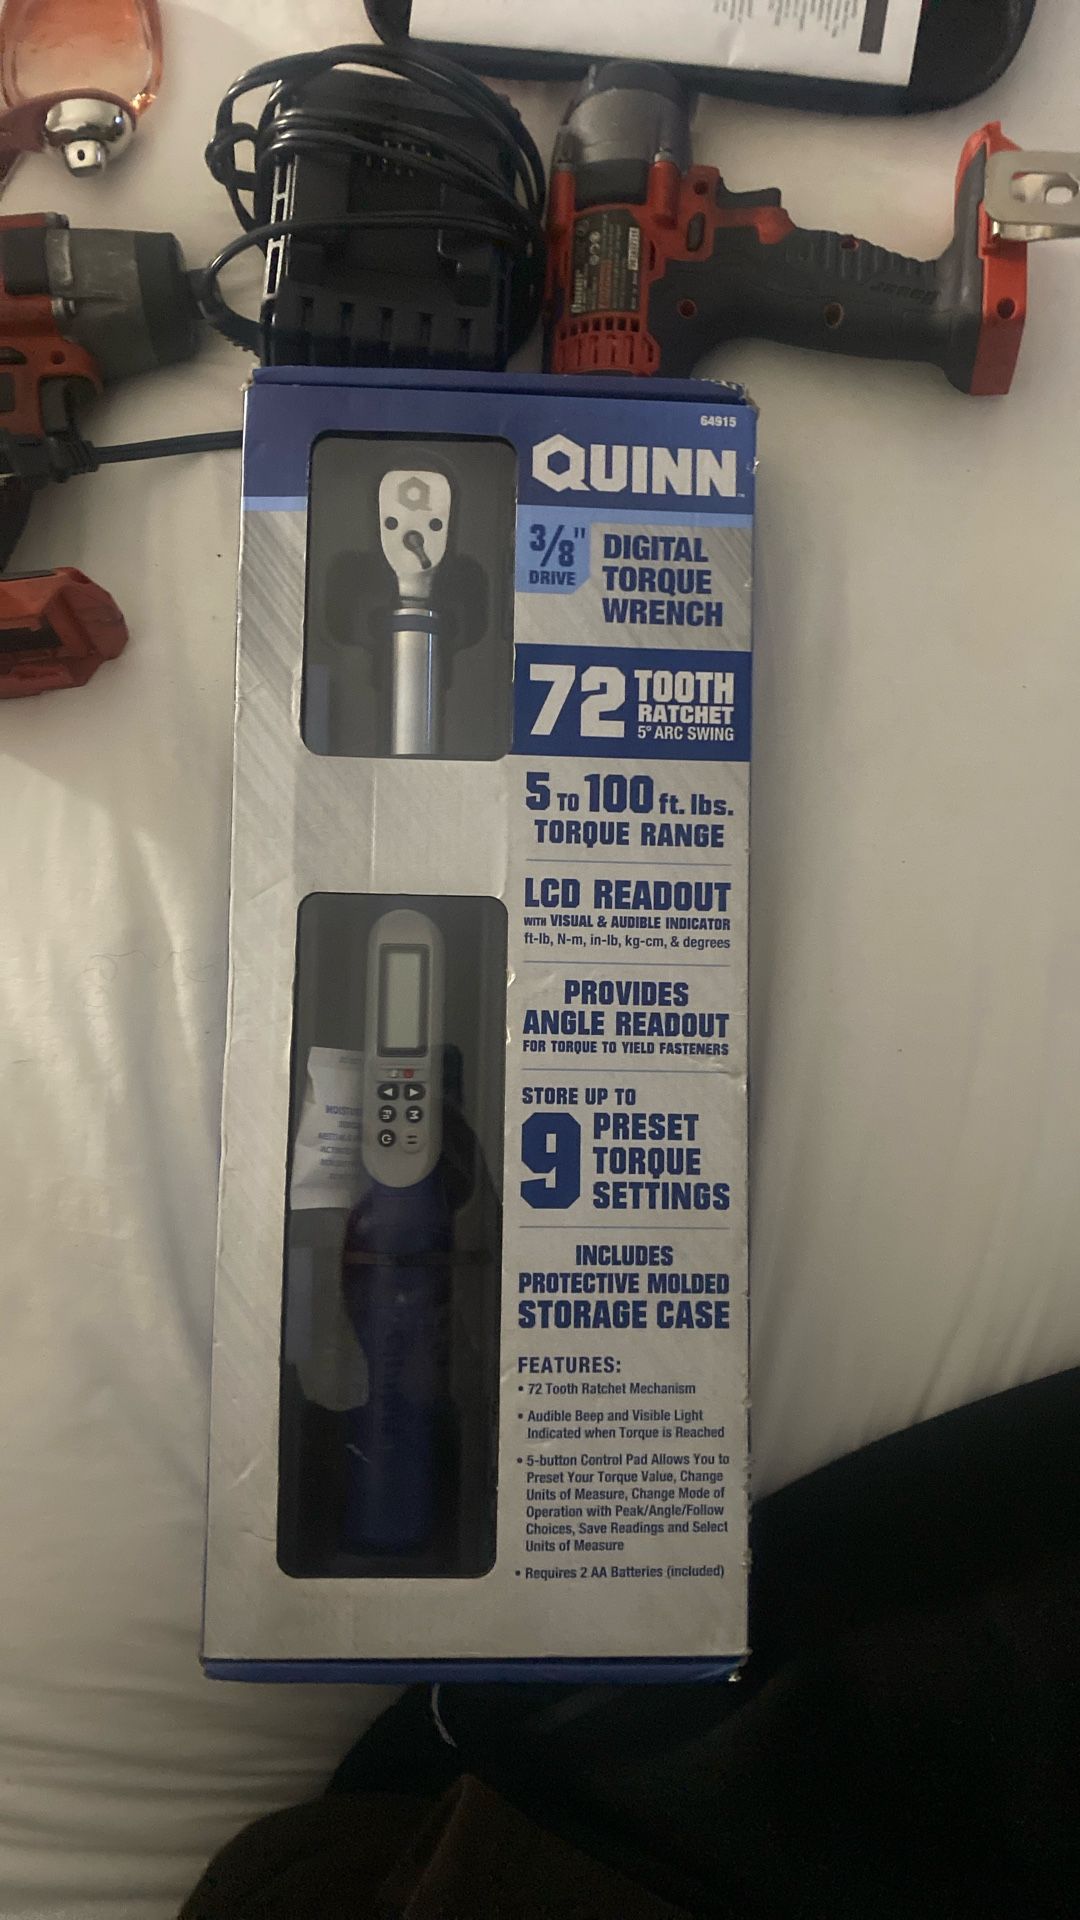 64915
QUINN
3/8"
DRIVE
DIGITAL
TORQUE
WRENCH
72 TOOTH
RATCHET
5° ARC SWING
5 TO 100 ft. lbs.
TORQUE RANGE
LCD READOUT
WITH VISUAL & AUDIBLE INDICATOR
ft-lb, N-m, in-lb, kg-cm, & degrees
PROVIDES
ANGLE READOUT
FOR TORQUE TO YIELD FASTENERS
STORE UP TO
9 PRESET
TORQUE
SETTINGS
INCLUDES
PROTECTIVE MOLDED
STORAGE CASE
FEATURES:
• 72 Tooth Ratchet Mechanism
• Audible Beep and Visible Light
Indicated when Torque is Reached
• 5-button Control Pad Allows You to
Preset Your Torque Value, Change
Units of Measure, Change Mode of
Operation with Peak/Angle/Follow
Choices, Save Readings and Select
Units of Measure
• Requires 2 AA Batteries (included)
Bauer